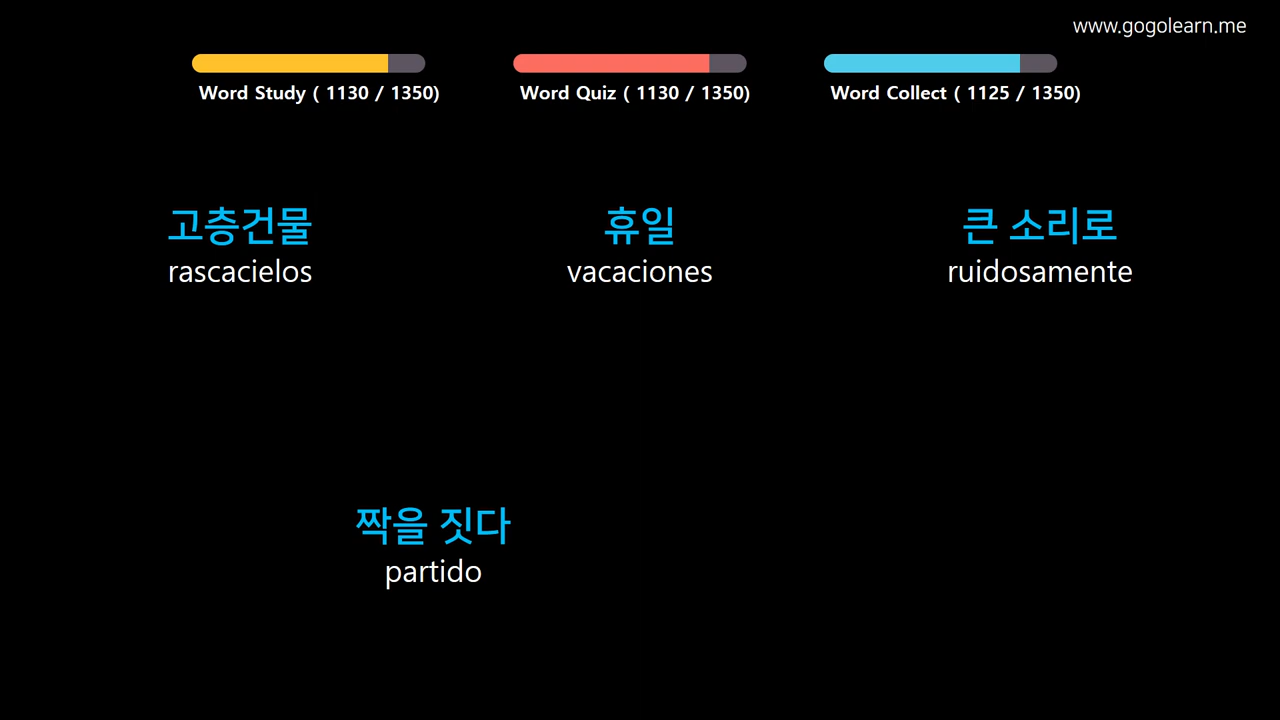 www.gogolearn.me
Word Study ( 1130 / 1350)
Word Quiz ( 1130 / 1350)
Word Collect ( 1125 / 1350)
고층건물
rascacielos
휴일
vacaciones
큰 소리로
ruidosamente
짝을 짓다
partido